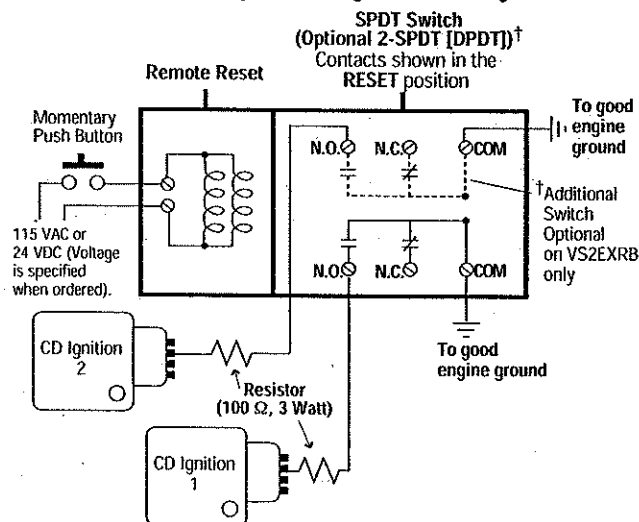 SPDT Switch
(Optional 2-SPDT [DPDT])†
Contacts shown in the
RESET position
Remote Reset
Momentary
Push Button
To good
engine
ground
N.O.
N.C.
COM
†Additional
Switch
Optional
on VS2EXRB
only
115 VAC or
24 VDC (Voltage
is specified
when ordered).
N.O.
N.C.
COM
To good
engine ground
CD Ignition
2
Resistor
(100 Ω, 3 Watt)
CD Ignition
1